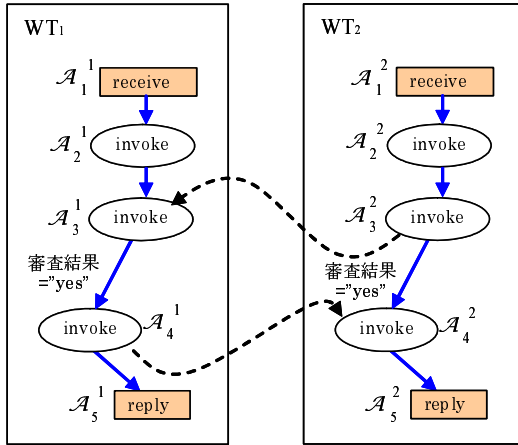 WT₁
𝒜₁¹ receive
𝒜₂¹ invoke
𝒜₃¹ invoke
審査結果
="yes"
invoke 𝒜₄¹
𝒜₅¹ reply
WT₂
𝒜₁² receive
𝒜₂² invoke
𝒜₃² invoke
審査結果
="yes"
invoke 𝒜₄²
𝒜₅² reply